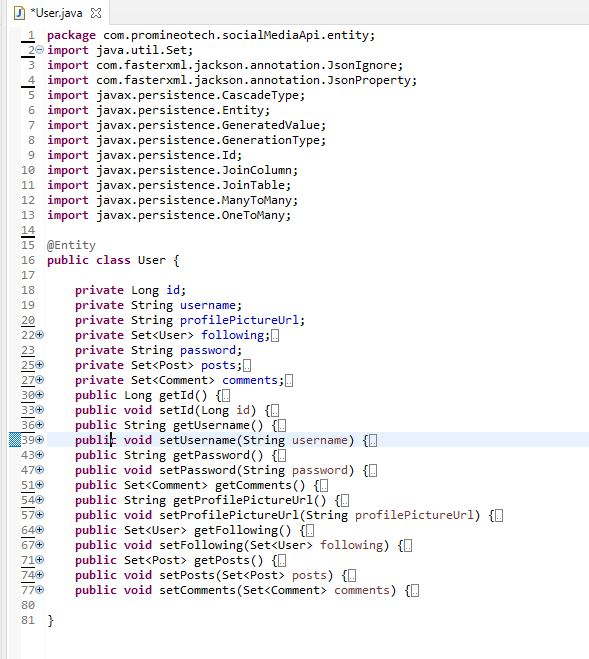 *User.java
1 package com.promineotech.socialMediaApi.entity;
2 import java.util.Set;
3 import com.fasterxml.jackson.annotation.JsonIgnore;
4 import com.fasterxml.jackson.annotation.JsonProperty;
5 import javax.persistence.CascadeType;
6 import javax.persistence.Entity;
7 import javax.persistence.GeneratedValue;
8 import javax.persistence.GenerationType;
9 import javax.persistence.Id;
10 import javax.persistence.JoinColumn;
11 import javax.persistence.JoinTable;
12 import javax.persistence.ManyToMany;
13 import javax.persistence.OneToMany;
14
15 @Entity
16 public class User {
17
18 private Long id;
19 private String username;
20 private String profilePictureUrl;
22 private Set<User> following;
23 private String password;
25 private Set<Post> posts;
27 private Set<Comment> comments;
30 public Long getId() {
33 public void setId(Long id) {
36 public String getUsername() {
39 public void setUsername(String username) {
43 public String getPassword() {
47 public void setPassword(String password) {
51 public Set<Comment> getComments() {
54 public String getProfilePictureUrl() {
57 public void setProfilePictureUrl(String profilePictureUrl) {
64 public Set<User> getFollowing() {
67 public void setFollowing(Set<User> following) {
71 public Set<Post> getPosts() {
74 public void setPosts(Set<Post> posts) {
77 public void setComments(Set<Comment> comments) {
80
81 }